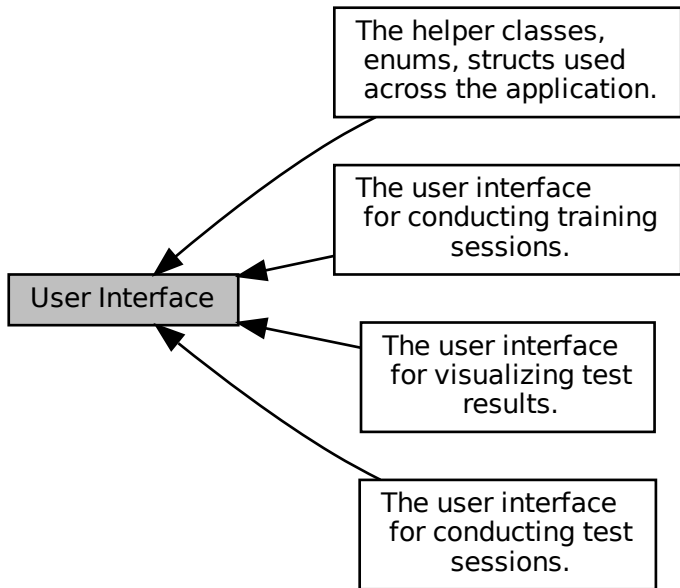 The helper classes,
enums, structs used
across the application.
The user interface
for conducting training
sessions.
User Interface
The user interface
for visualizing test
results.
The user interface
for conducting test
sessions.